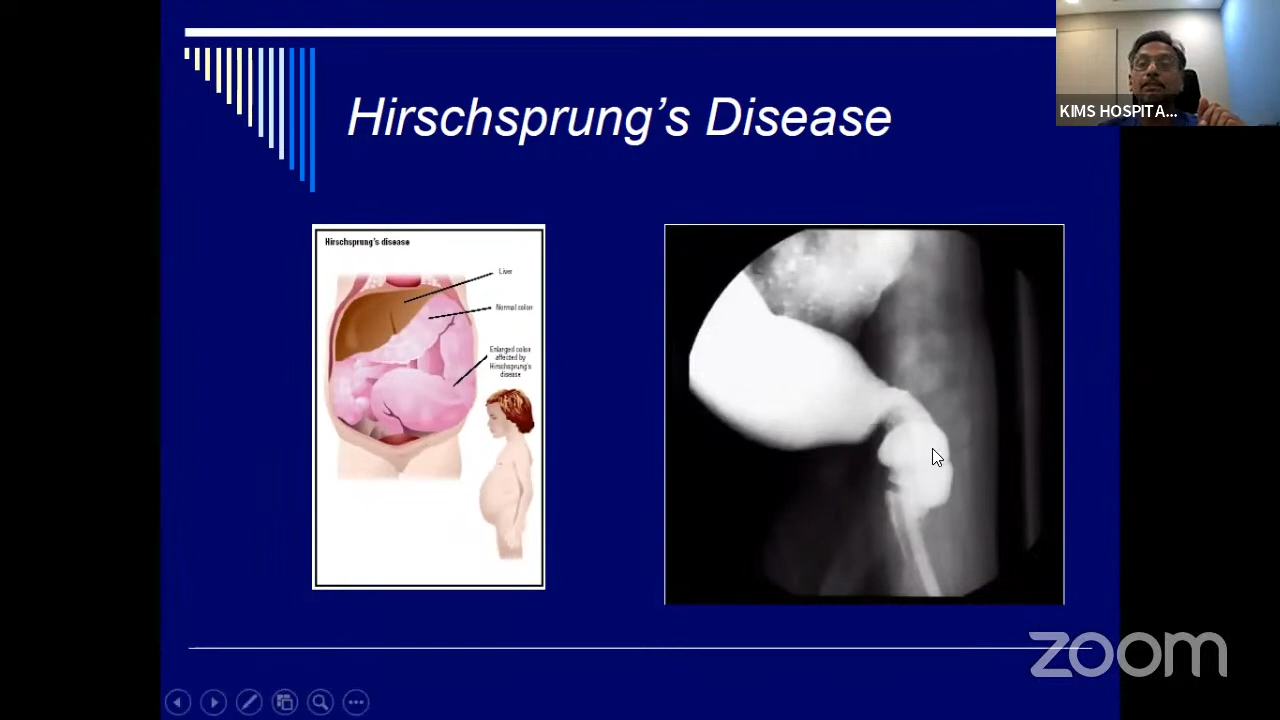 Hirschsprung's Disease
KIMS HOSPITA...
Hirschsprung's disease
Liver
Normal colon
Enlarged colon
affected by
Hirschsprung's
disease
zoom